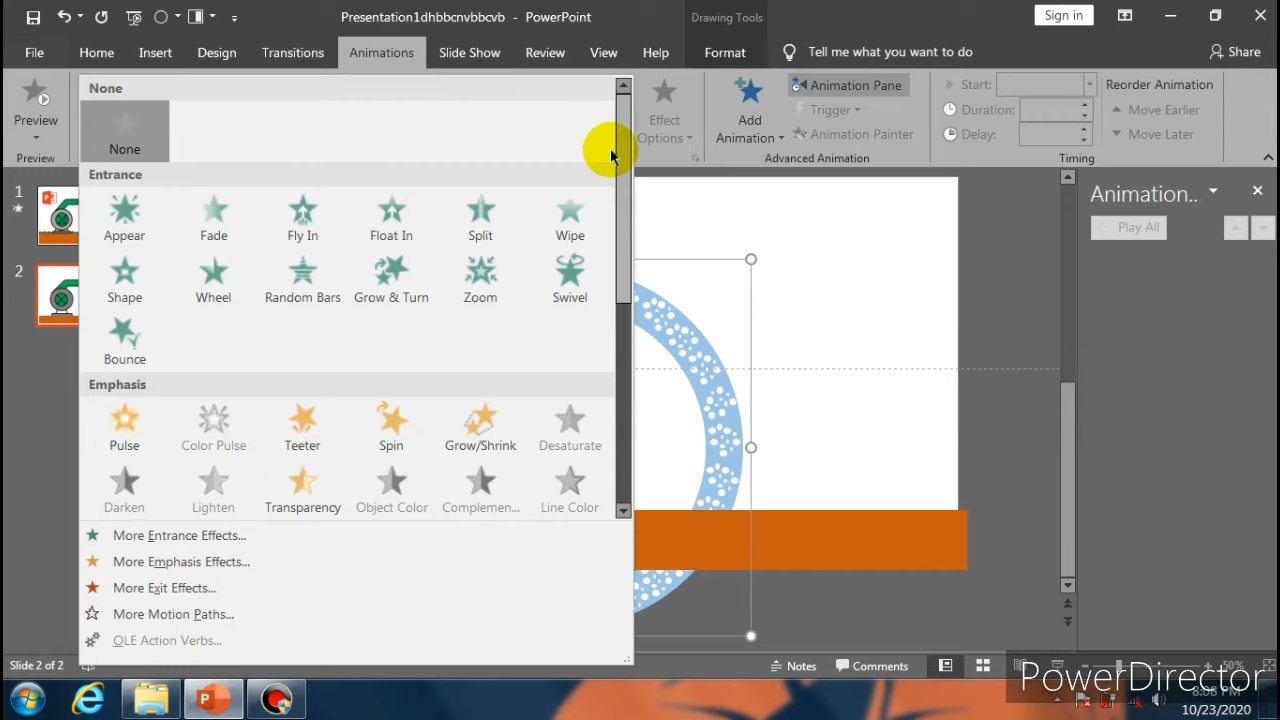 Presentation1dhbbcnvbbcvb - PowerPoint
Drawing Tools
Sign in
File
Home
Insert
Design
Transitions
Animations
Slide Show
Review
View
Help
Format
Tell me what you want to do
Share
Preview
Preview
None
None
Entrance
Appear
Fade
Fly In
Float In
Split
Wipe
Shape
Wheel
Random Bars
Grow & Turn
Zoom
Swivel
Bounce
Emphasis
Pulse
Color Pulse
Teeter
Spin
Grow/Shrink
Desaturate
Darken
Lighten
Transparency
Object Color
Complemen...
Line Color
More Entrance Effects...
More Emphasis Effects...
More Exit Effects...
More Motion Paths...
OLE Action Verbs...
Effect
Options
Add
Animation
Animation Pane
Trigger
Animation Painter
Advanced Animation
Start:
Duration:
Delay:
Reorder Animation
Move Earlier
Move Later
Timing
Animation..
Play All
1
2
Slide 2 of 2
Notes
Comments
50%
PowerDirector
8:08 PM
10/23/2020